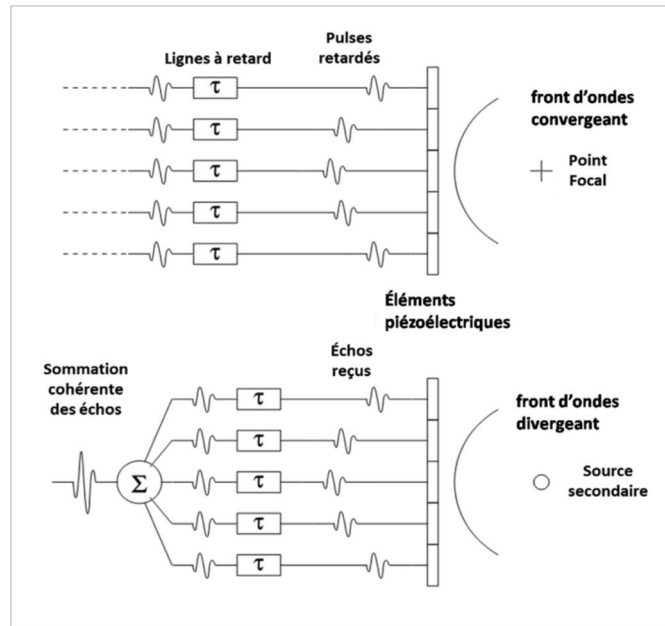 Lignes à retard
Pulses
retardés
τ
τ
τ
τ
τ
front d'ondes
convergeant
Point
Focal
Éléments
piézoélectriques
Sommation
cohérente
des échos
Échos
reçus
Σ
τ
τ
τ
τ
τ
front d'ondes
divergeant
Source
secondaire